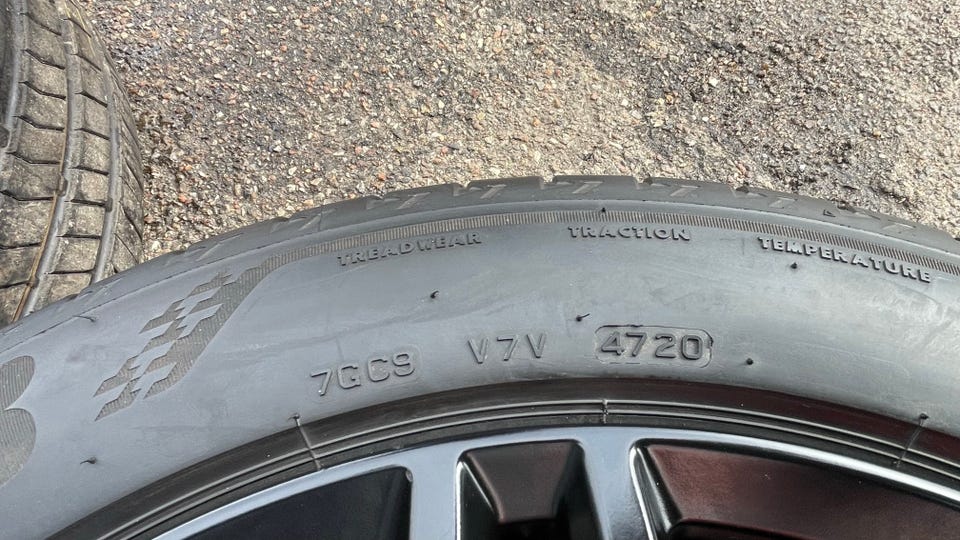 TREADWEAR TRACTION TEMPERATURE
7GC9 V7V 4720